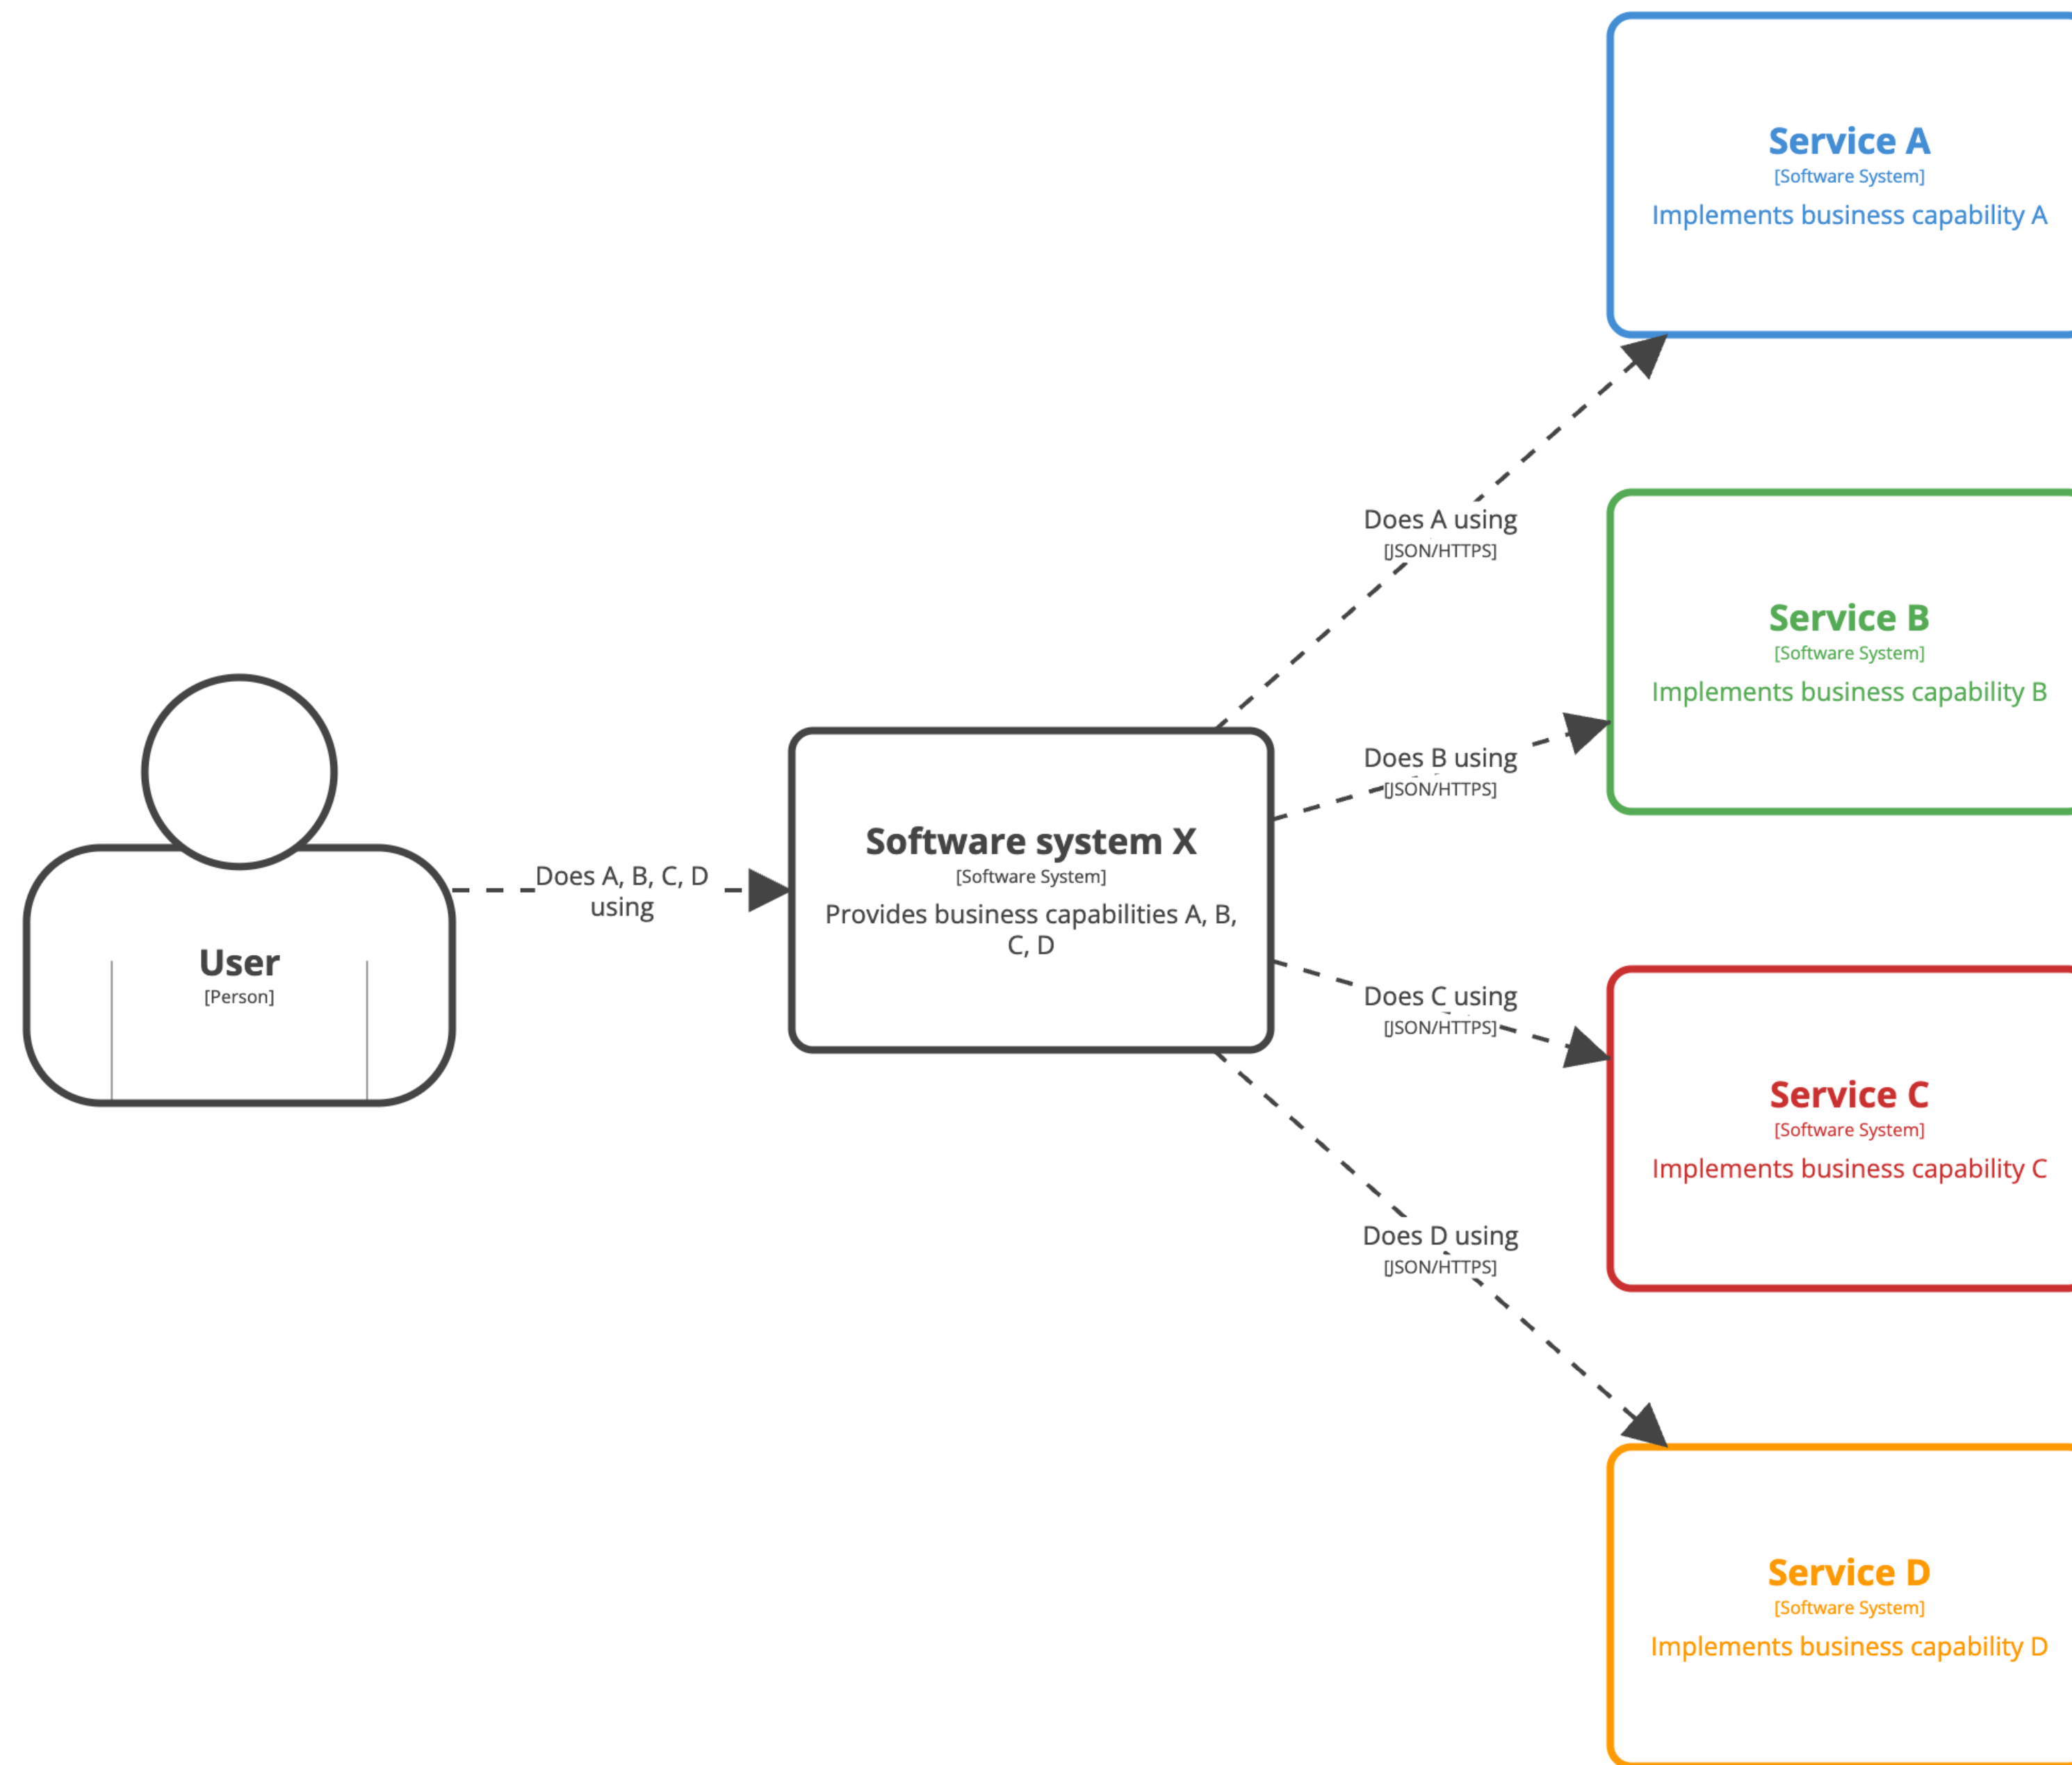 Service A
[Software System]
Implements business capability A
Does A using
[JSON/HTTPS]
Service B
[Software System]
Implements business capability B
Does B using
[JSON/HTTPS]
User
[Person]
Does A, B, C, D
using
Software system X
[Software System]
Provides business capabilities A, B,
C, D
Does C using
[JSON/HTTPS]
Service C
[Software System]
Implements business capability C
Does D using
[JSON/HTTPS]
Service D
[Software System]
Implements business capability D